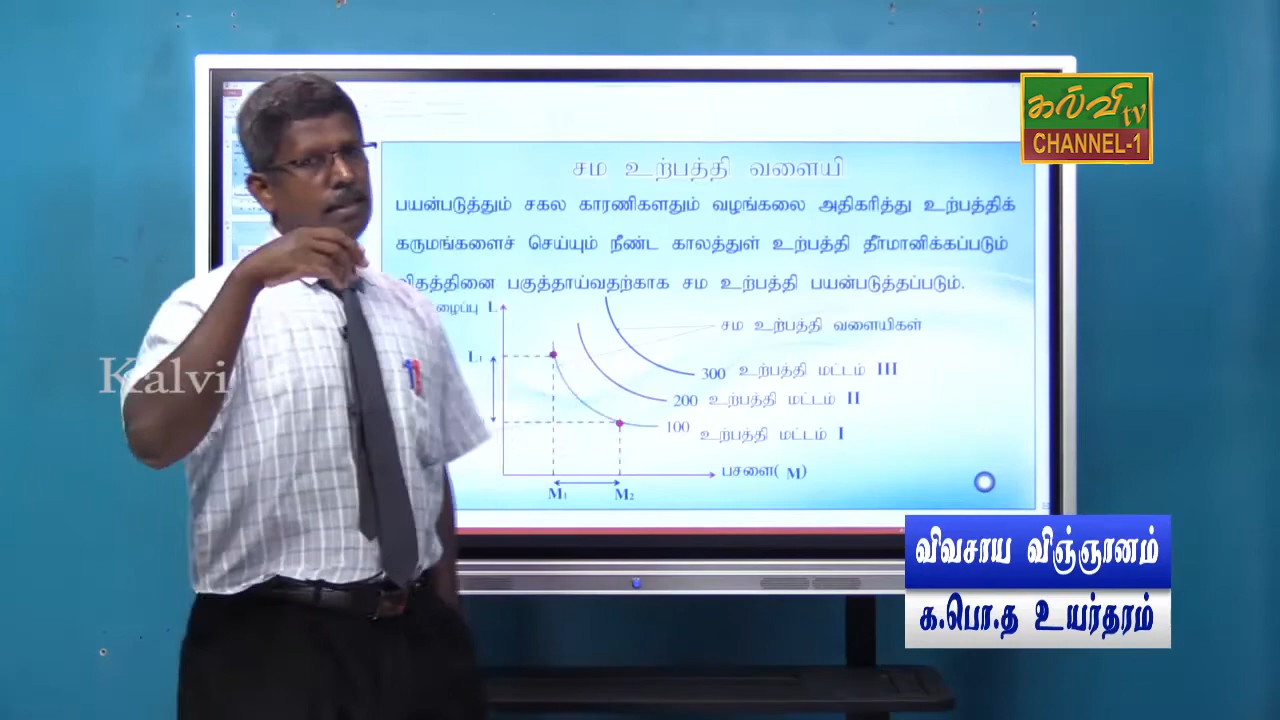 கல்வி tv
CHANNEL-1
சம உற்பத்தி வளையி
பயன்படுத்தும் சகல காரணிகளதும் வழங்கலை அதிகரித்து உற்பத்திக்
கருமங்களைச் செய்யும் நீண்ட காலத்துள் உற்பத்தி தீர்மானிக்கப்படும்
பகுத்தாய்வதற்காக சம உற்பத்தி பயன்படுத்தப்படும்.
L
சம உற்பத்தி வளையிகள்
L1
300 உற்பத்தி மட்டம் III
200 உற்பத்தி மட்டம் II
100 உற்பத்தி மட்டம் I
பசளை( M)
M1 M2
Kalvi
விவசாய விஞ்ஞானம்
க.பொ.த உயர்தரம்